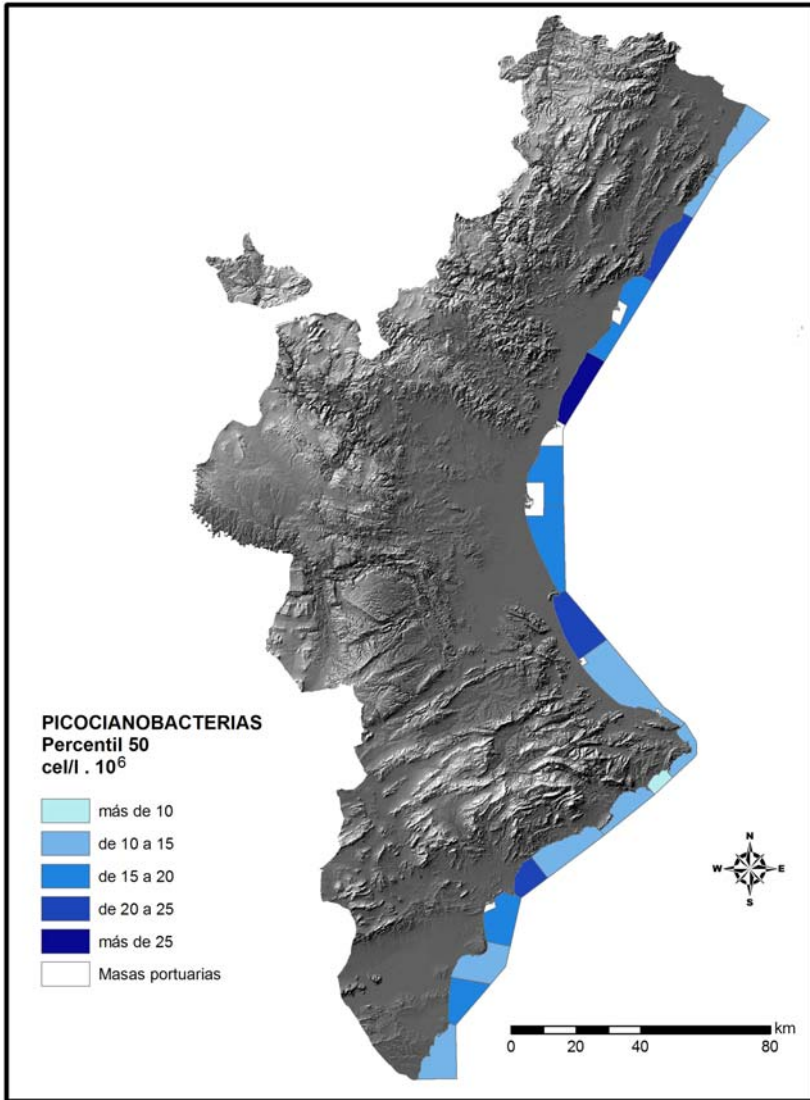 PICOCIANOBACTERIAS
Percentil 50
cel/l . 10⁶
más de 10
de 10 a 15
de 15 a 20
de 20 a 25
más de 25
Masas portuarias
N
W E
S
km
0 20 40 80